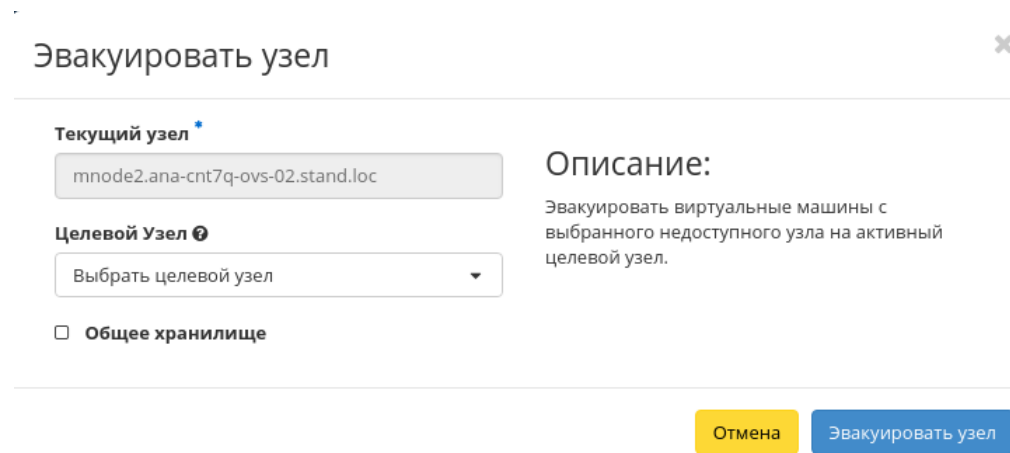 Эвакуировать узел
Текущий узел *
mnode2.ana-cnt7q-ovs-02.stand.loc
Целевой Узел
Выбрать целевой узел
Общее хранилище
Описание:
Эвакуировать виртуальные машины с
выбранного недоступного узла на активный
целевой узел.
Отмена
Эвакуировать узел